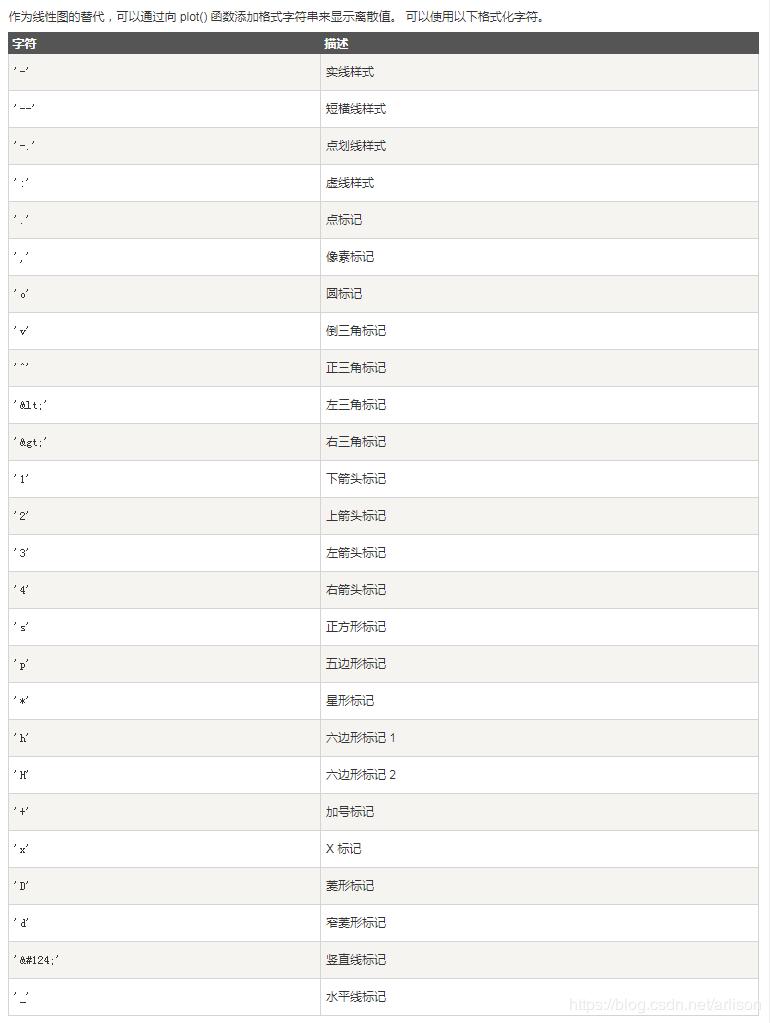 作为线性图的替代，可以通过向 plot() 函数添加格式字符串来显示离散值。 可以使用以下格式化字符。
字符 描述
'-' 实线样式
'--' 短横线样式
'-.' 点划线样式
':' 虚线样式
'.' 点标记
',' 像素标记
'o' 圆标记
'v' 倒三角标记
'^' 正三角标记
'&lt;' 左三角标记
'&gt;' 右三角标记
'1' 下箭头标记
'2' 上箭头标记
'3' 左箭头标记
'4' 右箭头标记
's' 正方形标记
'p' 五边形标记
'*' 星形标记
'h' 六边形标记 1
'H' 六边形标记 2
'+' 加号标记
'x' X 标记
'D' 菱形标记
'd' 窄菱形标记
'&#124;' 竖直线标记
'_' 水平线标记
https://blog.csdn.net/arlison